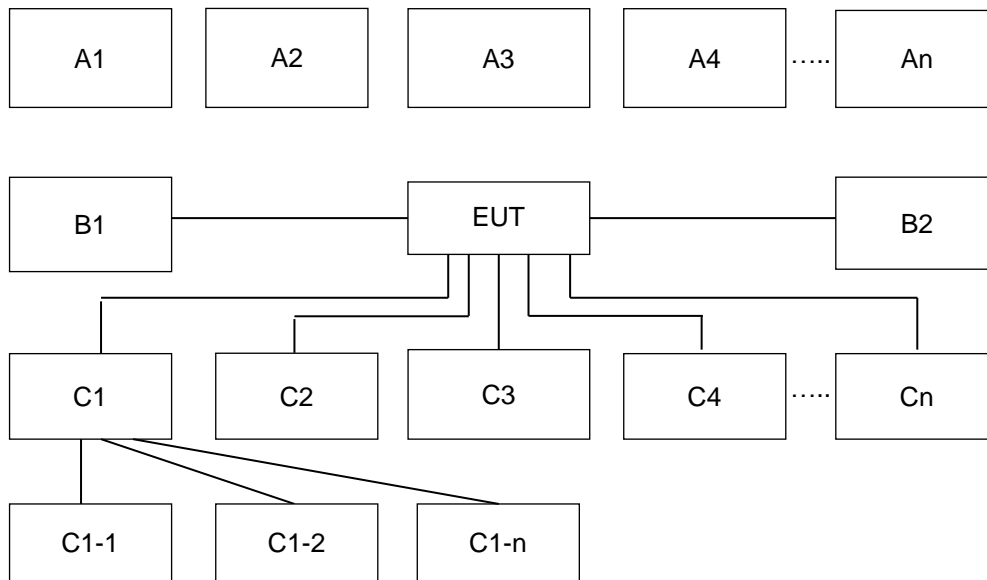 A1 A2 A3 A4 ..... An
B1 EUT B2
C1 C2 C3 C4 ..... Cn
C1-1 C1-2 C1-n